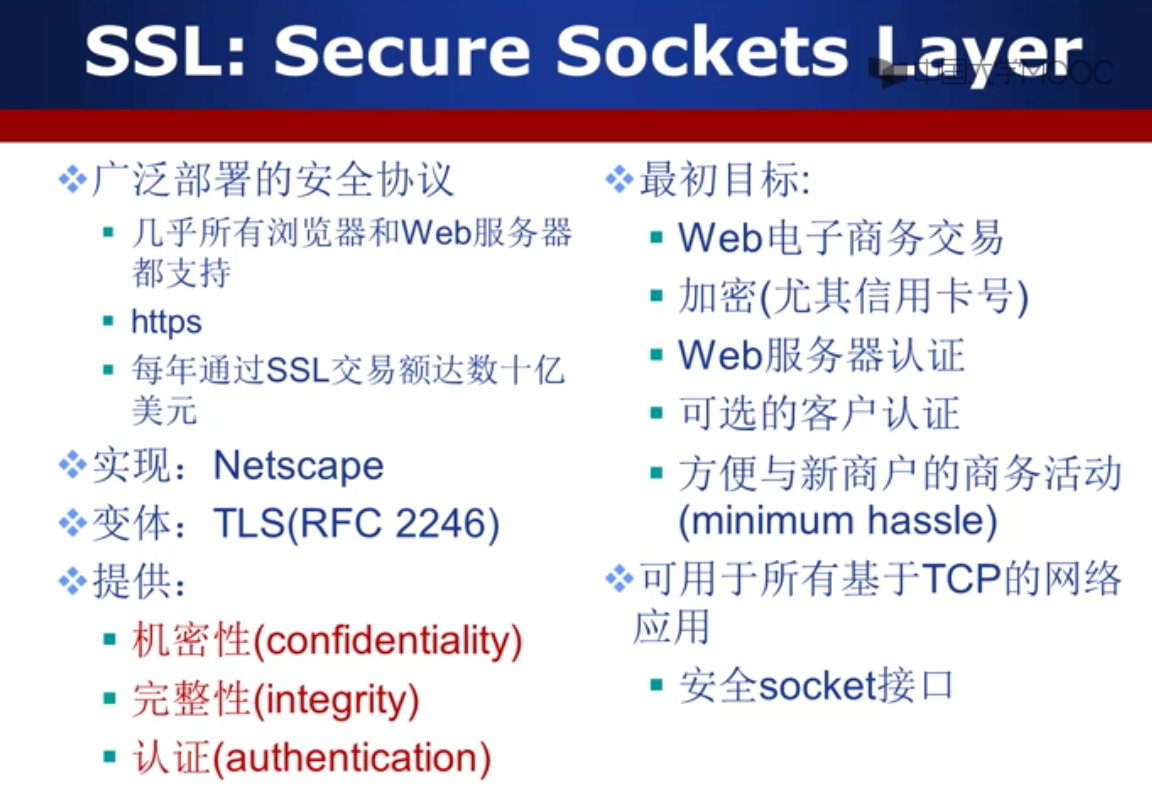 SSL: Secure Sockets Layer
中国大学MOOC
广泛部署的安全协议
几乎所有浏览器和Web服务器
都支持
https
每年通过SSL交易额达数十亿
美元
实现：Netscape
变体：TLS(RFC 2246)
提供：
机密性(confidentiality)
完整性(integrity)
认证(authentication)
最初目标:
Web电子商务交易
加密(尤其信用卡号)
Web服务器认证
可选的客户认证
方便与新商户的商务活动
(minimum hassle)
可用于所有基于TCP的网络
应用
安全socket接口